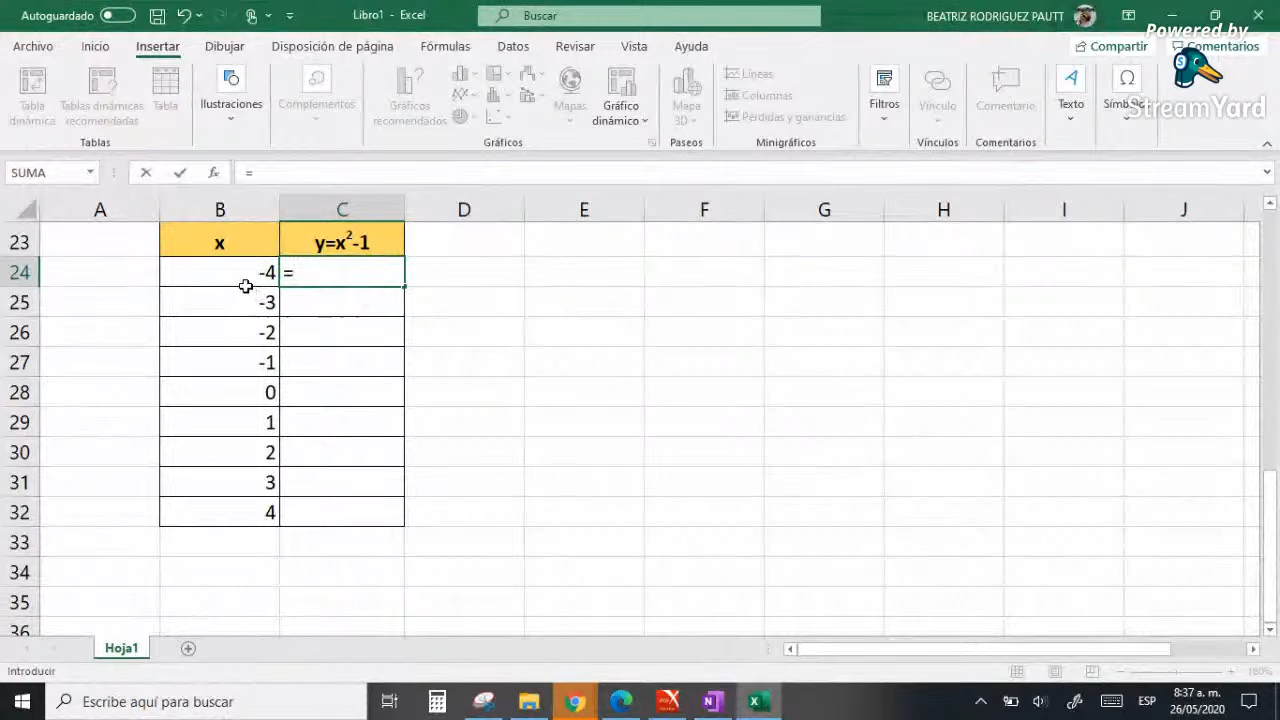 Autoguardado
Libro1 - Excel
Buscar
BEATRIZ RODRIGUEZ PAUTT
Powered by
StreamYard
Archivo Inicio Insertar Dibujar Disposición de página Fórmulas Datos Revisar Vista Ayuda
Compartir Comentarios
Tabla dinámica
Tablas dinámicas recomendadas
Tabla
Ilustraciones
Complementos
Gráficos recomendados
Mapas
Gráfico dinámico
Mapa 3D
Líneas
Columnas
Pérdidas y ganancias
Filtros
Vínculo
Comentario
Texto
Símbolos
Tablas Gráficos Paseos Minigráficos Vínculos Comentarios
SUMA fx =
A B C D E F G H I J
23 x y=x²-1
24 -4 =
25 -3
26 -2
27 -1
28 0
29 1
30 2
31 3
32 4
33
34
35
36
Hoja1
Introducir 180%
Escribe aquí para buscar
ESP
8:37 a. m.
26/05/2020